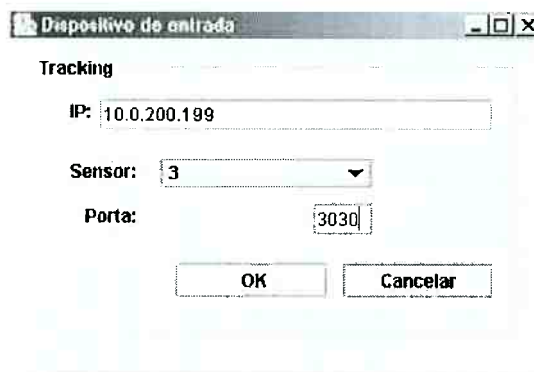 Dispositivo de entrada
Tracking
IP: 10.0.200.199
Sensor: 3
Porta: 3030
OK Cancelar